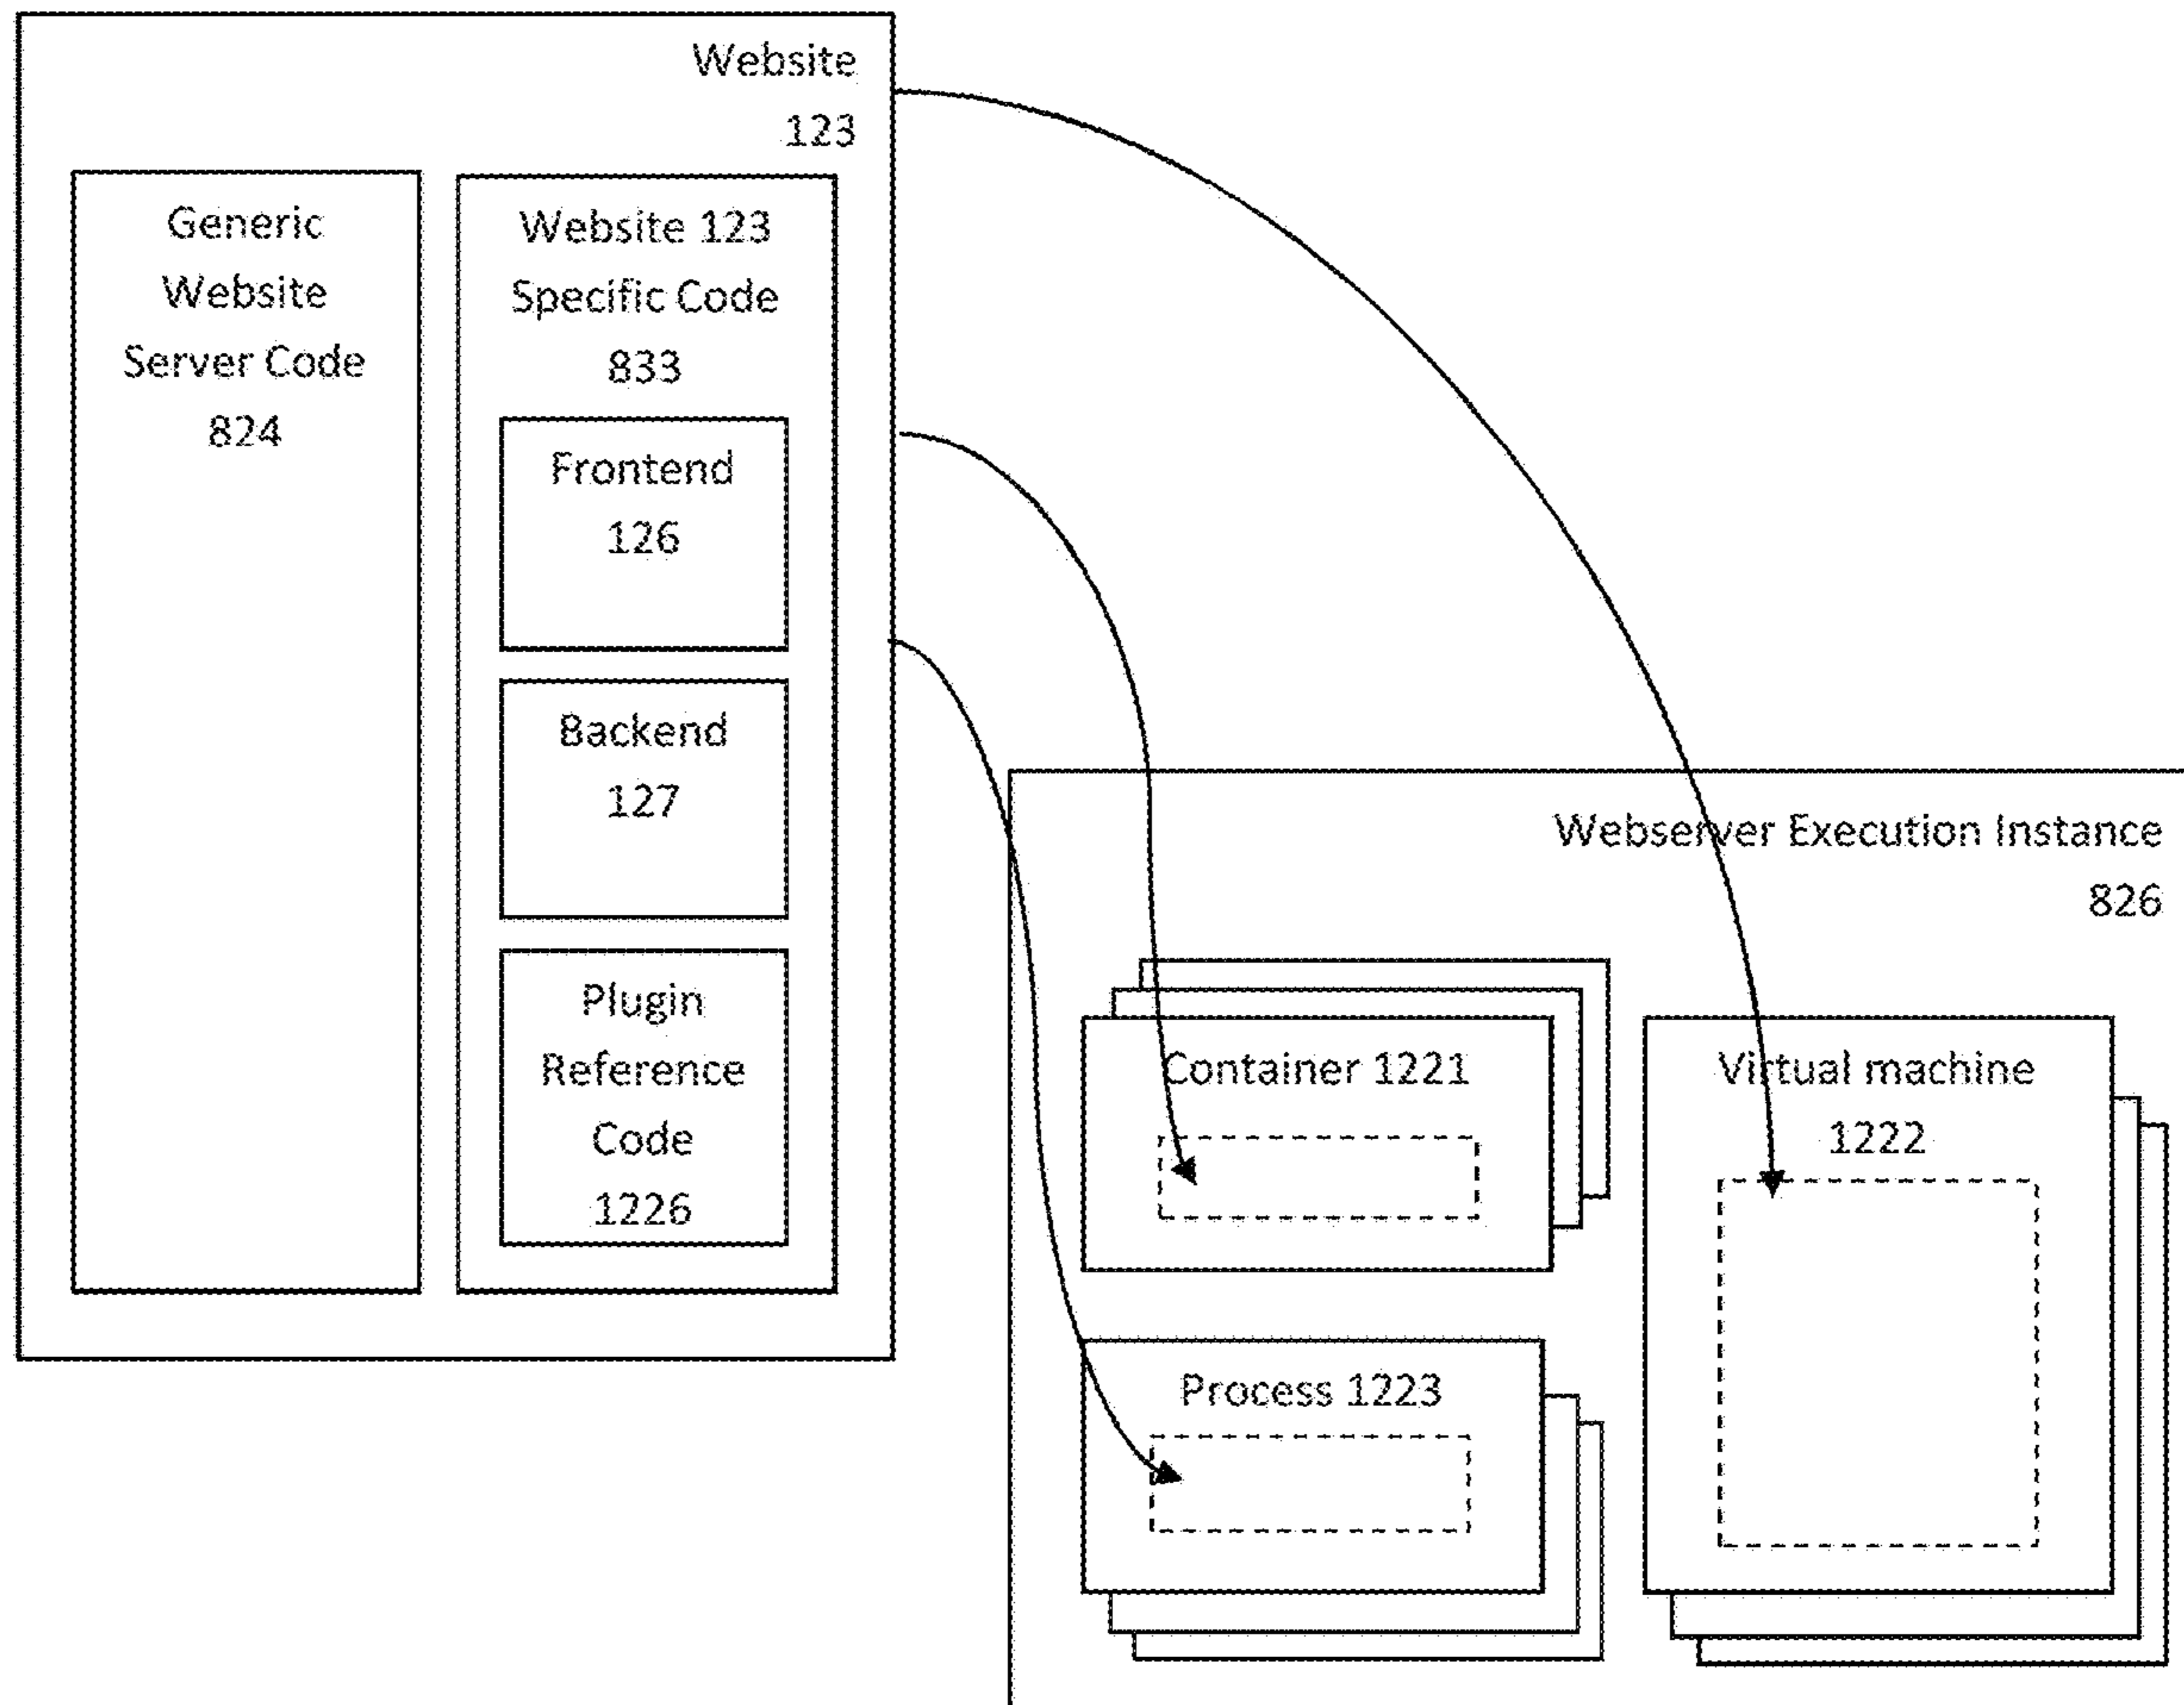 Website
123
Generic
Website
Server Code
824
Website 123
Specific Code
833
Frontend
126
Backend
127
Plugin
Reference
Code
1226
Webserver Execution Instance
826
Container 1221
Virtual machine
1222
Process 1223